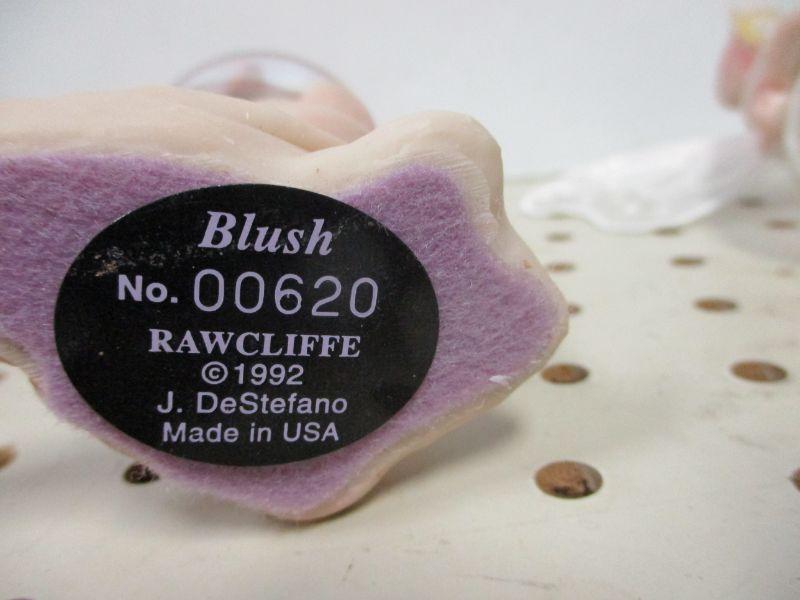 Blush
No. 00620
RAWCLIFFE
©1992
J. DeStefano
Made in USA